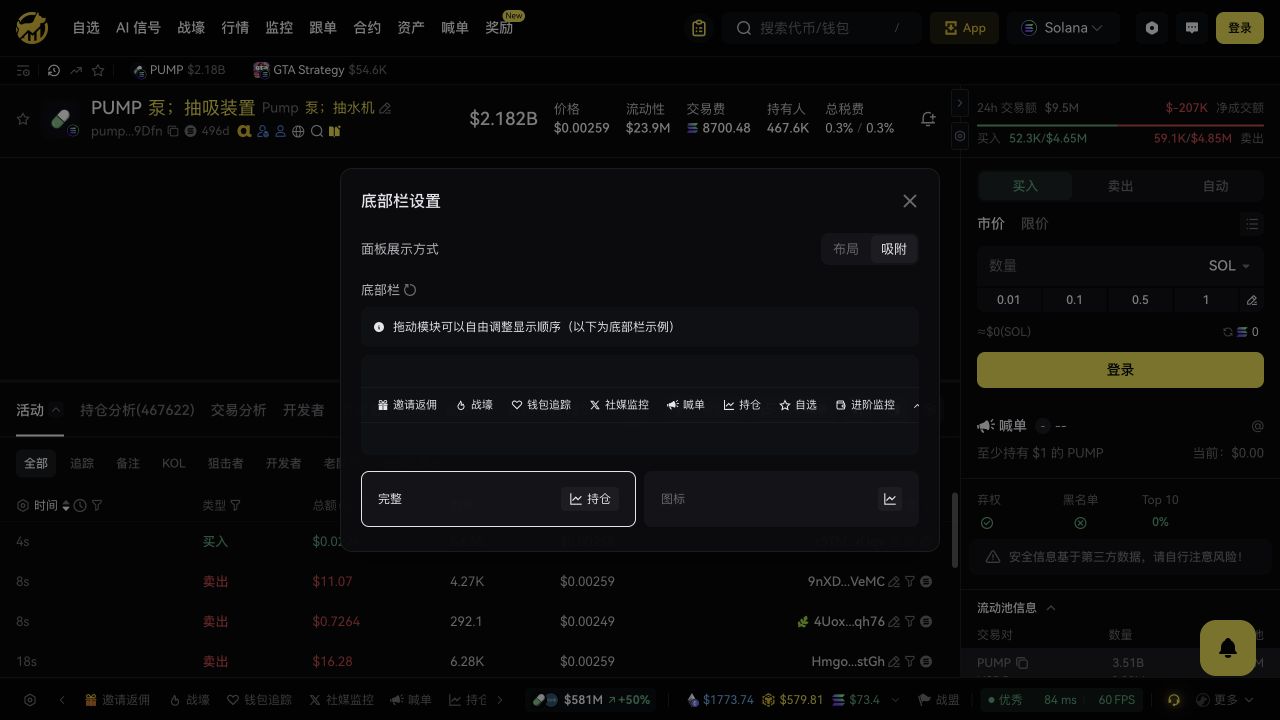 自选 AI 信号 战壕 行情 监控 跟单 合约 资产 喊单 奖励 New 搜索代币/钱包 / App Solana 登录
PUMP $2.18B GTA Strategy $54.6K
PUMP 泵；抽吸装置 Pump 泵；抽水机
pump...9Dfn 496d
$2.182B
价格 流动性 交易费 持有人 总税费
$0.00259 $23.9M 8700.48 467.6K 0.3% / 0.3%
24h 交易额 $9.5M $-207K 净成交额
买入 52.3K/$4.65M 59.1K/$4.85M 卖出
底部栏设置
面板展示方式 布局 吸附
底部栏
拖动模块可以自由调整显示顺序（以下为底部栏示例）
邀请返佣 战壕 钱包追踪 社媒监控 喊单 持仓 自选 进阶监控
完整 持仓 图标
买入 卖出 自动
市价 限价
数量 SOL
0.01 0.1 0.5 1
≈$0(SOL) 0
登录
喊单 - --
至少持有 $1 的 PUMP 当前：$0.00
弃权 黑名单 Top 10
0%
安全信息基于第三方数据，请自行注意风险！
流动池信息
交易对 数量
PUMP 3.51B
活动 持仓分析(467622) 交易分析 开发者
全部 追踪 备注 KOL 狙击者 开发者
时间 类型 总额
4s 买入 $0.02
8s 卖出 $11.07 4.27K $0.00259 9nXD...VeMC
8s 卖出 $0.7264 292.1 $0.00249 4Uox...qh76
18s 卖出 $16.28 6.28K $0.00259 Hmgo...stGh
邀请返佣 战壕 钱包追踪 社媒监控 喊单 持仓 $581M +50% $1773.74 $579.81 $73.4 战盟 优秀 84 ms 60 FPS 更多